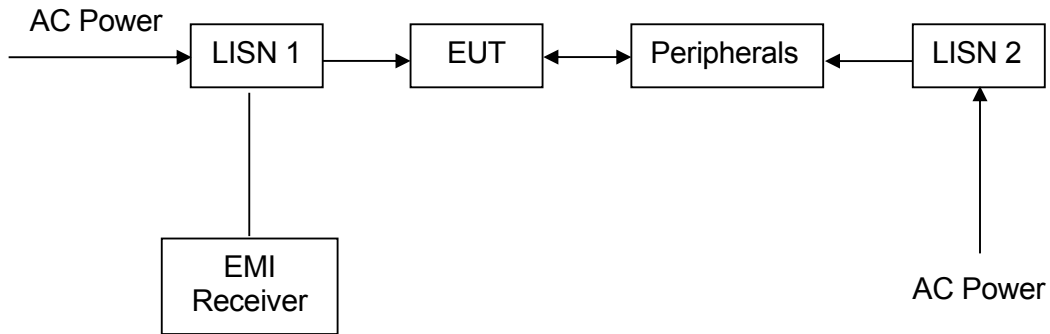 AC Power
LISN 1
EUT
Peripherals
LISN 2
EMI
Receiver
AC Power